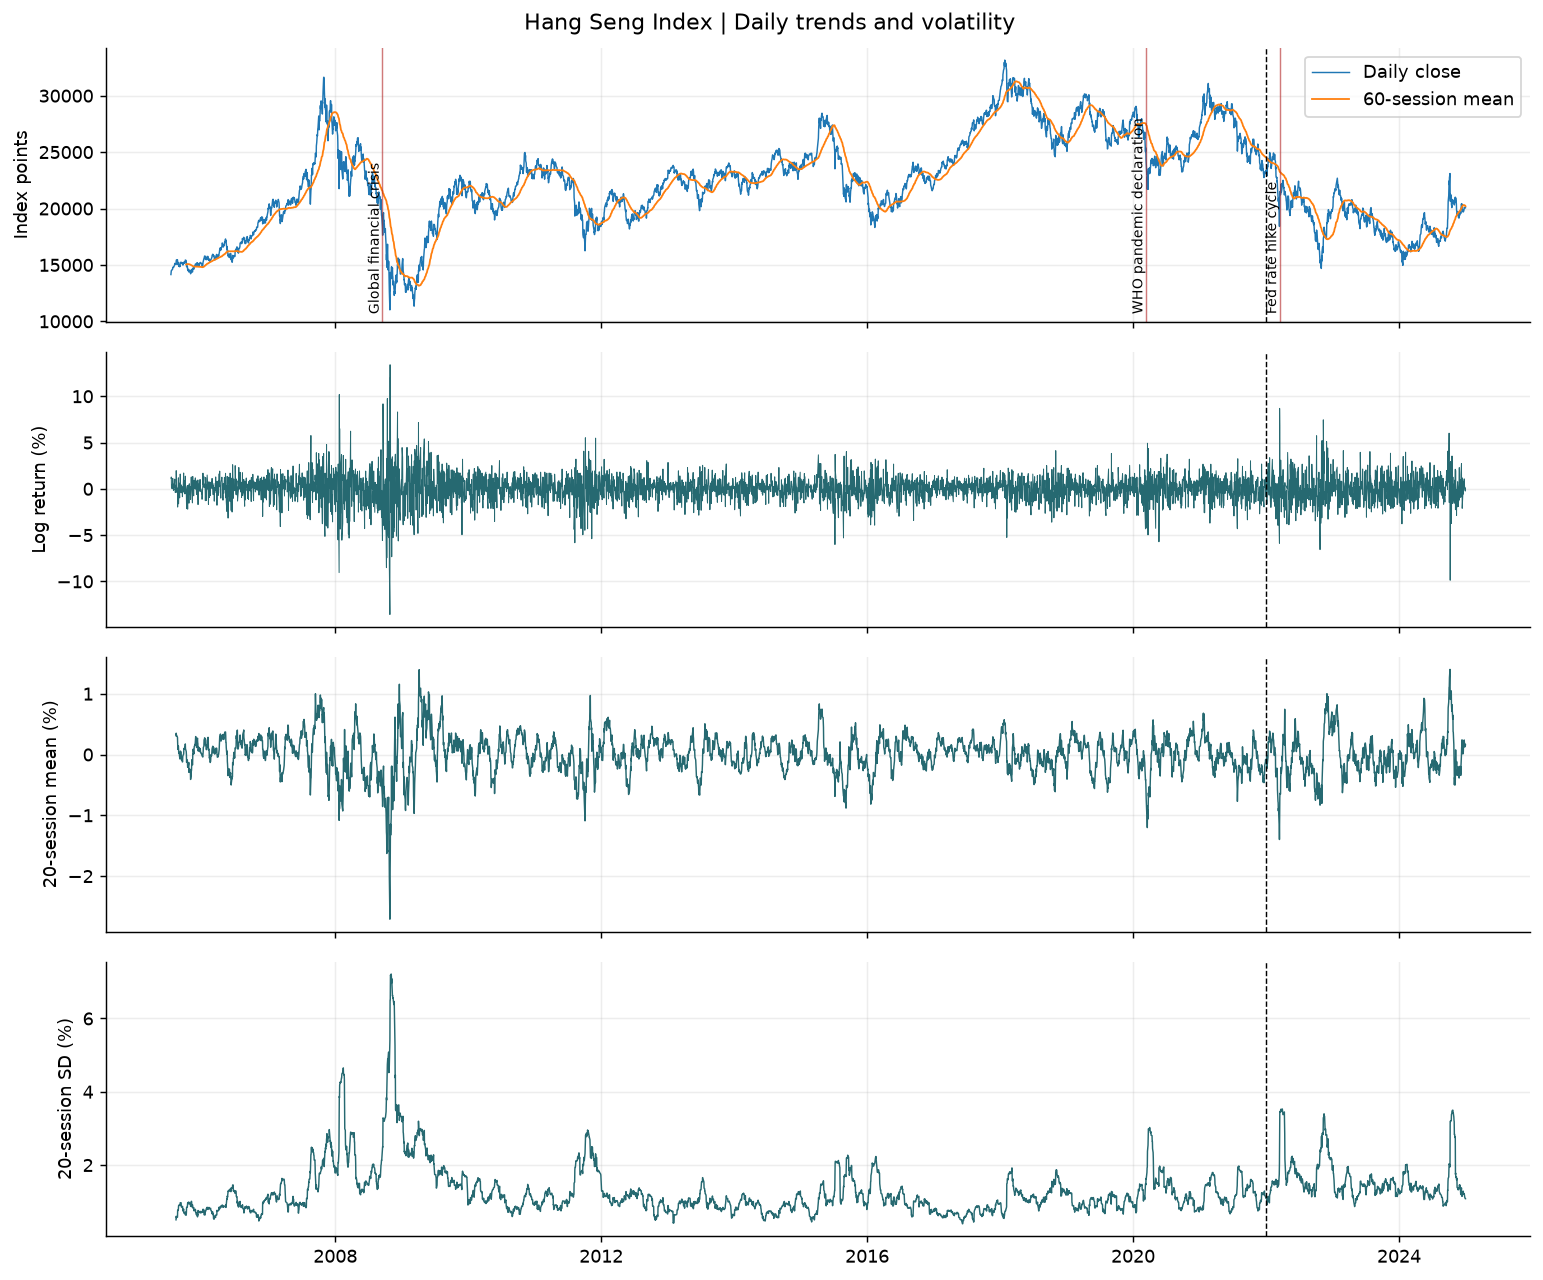 Hang Seng Index | Daily trends and volatility
Index points
30000
25000
20000
15000
10000
Daily close
60-session mean
Global financial crisis
WHO pandemic declaration
Fed rate hike cycle
Log return (%)
10
5
0
−5
−10
20-session mean (%)
1
0
−1
−2
20-session SD (%)
6
4
2
2008
2012
2016
2020
2024